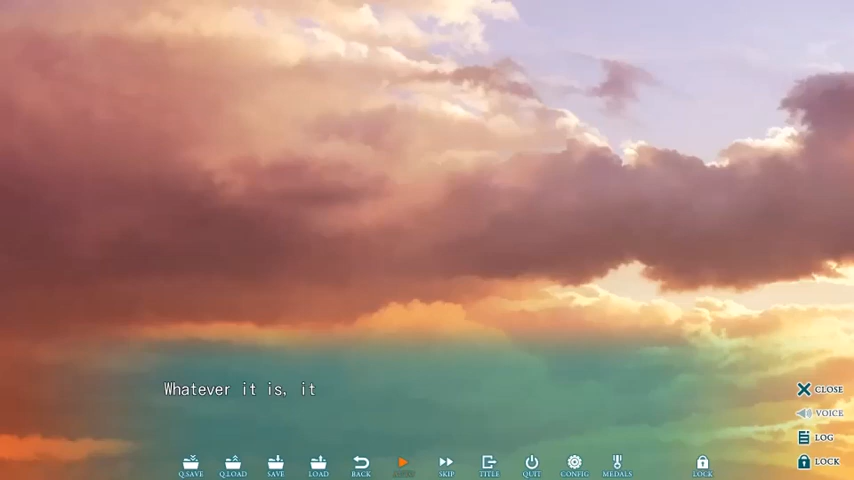 Whatever it is, it
CLOSE
VOICE
LOG
LOCK
Q.SAVE Q.LOAD SAVE LOAD BACK SKIP TITLE QUIT CONFIG MEDALS LOCK